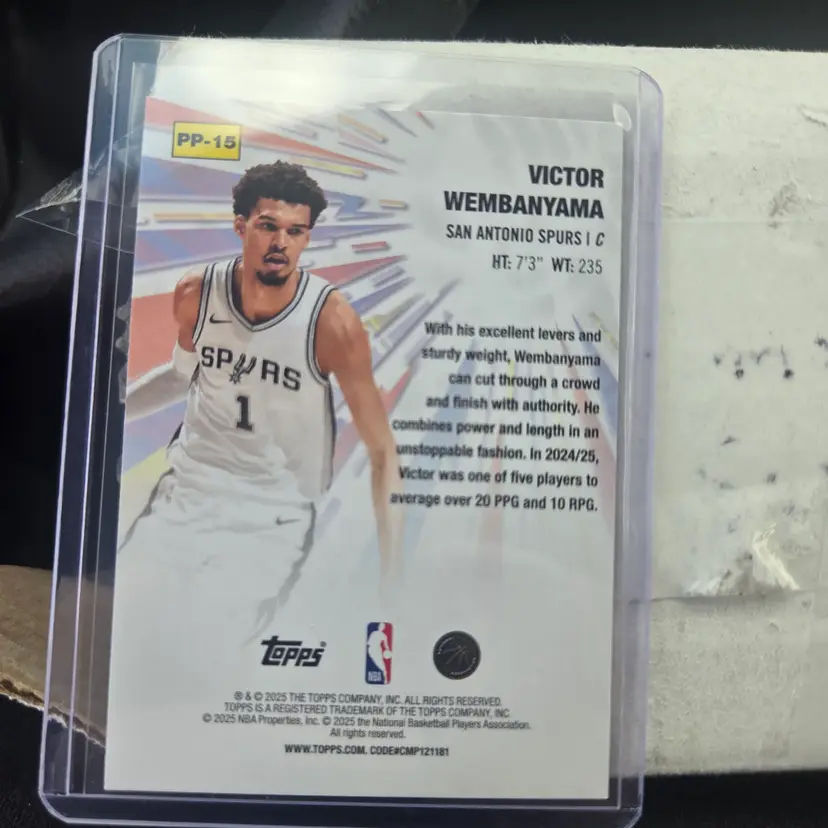 PP-15
VICTOR
WEMBANYAMA
SAN ANTONIO SPURS | C
HT: 7'3" WT: 235
SPURS
1
With his excellent levers and
sturdy weight, Wembanyama
can cut through a crowd
and finish with authority. He
combines power and length in an
unstoppable fashion. In 2024/25,
Victor was one of five players to
average over 20 PPG and 10 RPG.
topps®
NBA
® & © 2025 THE TOPPS COMPANY, INC. ALL RIGHTS RESERVED.
TOPPS IS A REGISTERED TRADEMARK OF THE TOPPS COMPANY, INC.
© 2025 NBA Properties, Inc. © 2025 the National Basketball Players Association.
All rights reserved.
WWW.TOPPS.COM. CODE#CMP121181